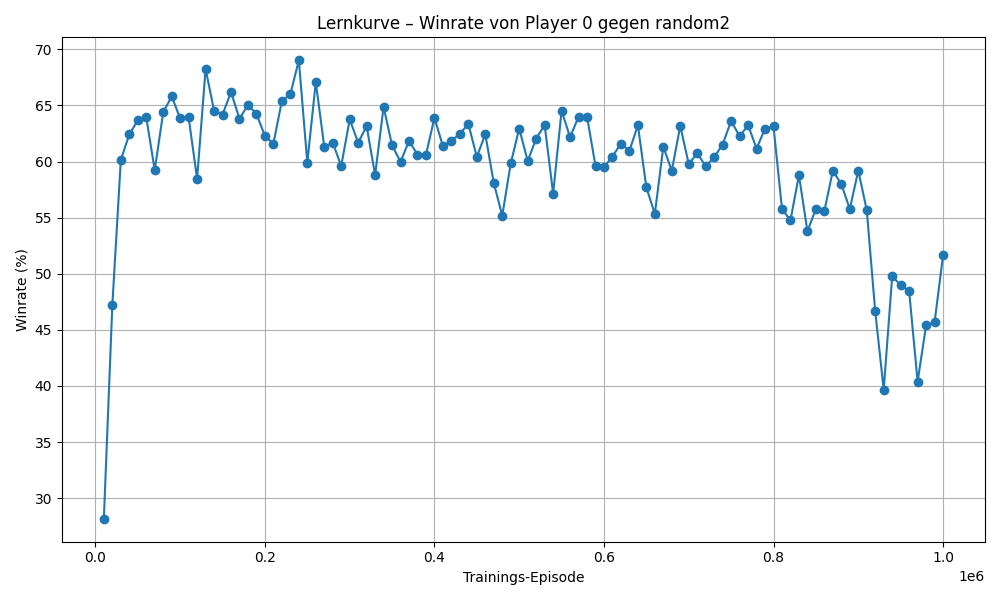 Lernkurve – Winrate von Player 0 gegen random2
Winrate (%)
70
65
60
55
50
45
40
35
30
0.0 0.2 0.4 0.6 0.8 1.0
1e6
Trainings-Episode